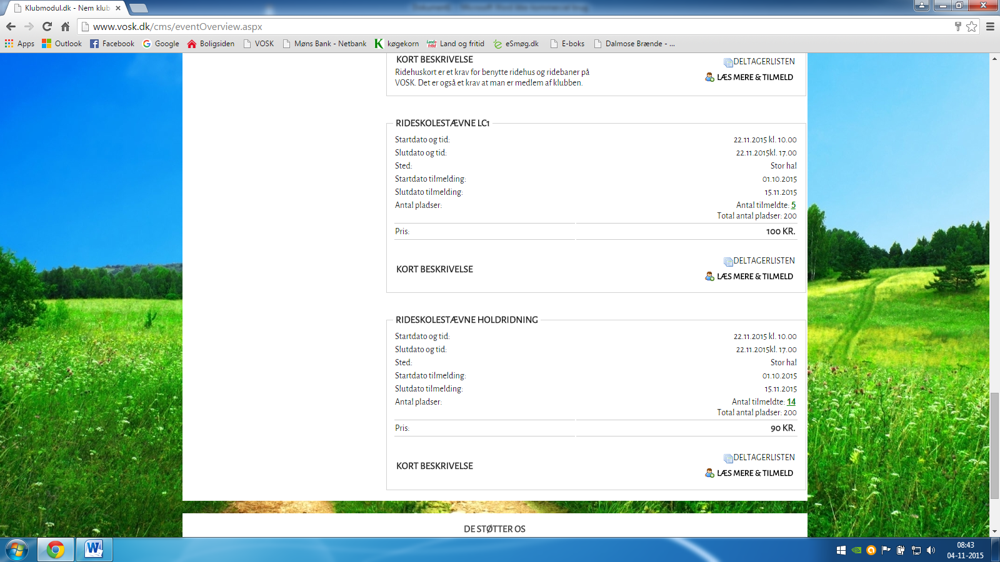 Klubmodul.dk - Nem klub
www.vosk.dk/cms/eventOverview.aspx
Apps Outlook Facebook Google Boligsiden VOSK Møns Bank - Netbank køgekorn Land og fritid eSmøg.dk E-boks Dalmose Brænde - ...
KORT BESKRIVELSE
Ridehuskort er et krav for benytte ridehus og ridebaner på
VOSK. Det er også et krav at man er medlem af klubben.
DELTAGERLISTEN
LÆS MERE & TILMELD
RIDESKOLESTÆVNE LC1
Startdato og tid: 22.11.2015 kl. 10.00
Slutdato og tid: 22.11.2015kl. 17.00
Sted: Stor hal
Startdato tilmelding: 01.10.2015
Slutdato tilmelding: 15.11.2015
Antal pladser: Antal tilmeldte: 5
Total antal pladser: 200
Pris: 100 KR.
KORT BESKRIVELSE
DELTAGERLISTEN
LÆS MERE & TILMELD
RIDESKOLESTÆVNE HOLDRIDNING
Startdato og tid: 22.11.2015 kl. 10.00
Slutdato og tid: 22.11.2015kl. 17.00
Sted: Stor hal
Startdato tilmelding: 01.10.2015
Slutdato tilmelding: 15.11.2015
Antal pladser: Antal tilmeldte: 14
Total antal pladser: 200
Pris: 90 KR.
KORT BESKRIVELSE
DELTAGERLISTEN
LÆS MERE & TILMELD
DE STØTTER OS
08:43
04-11-2015